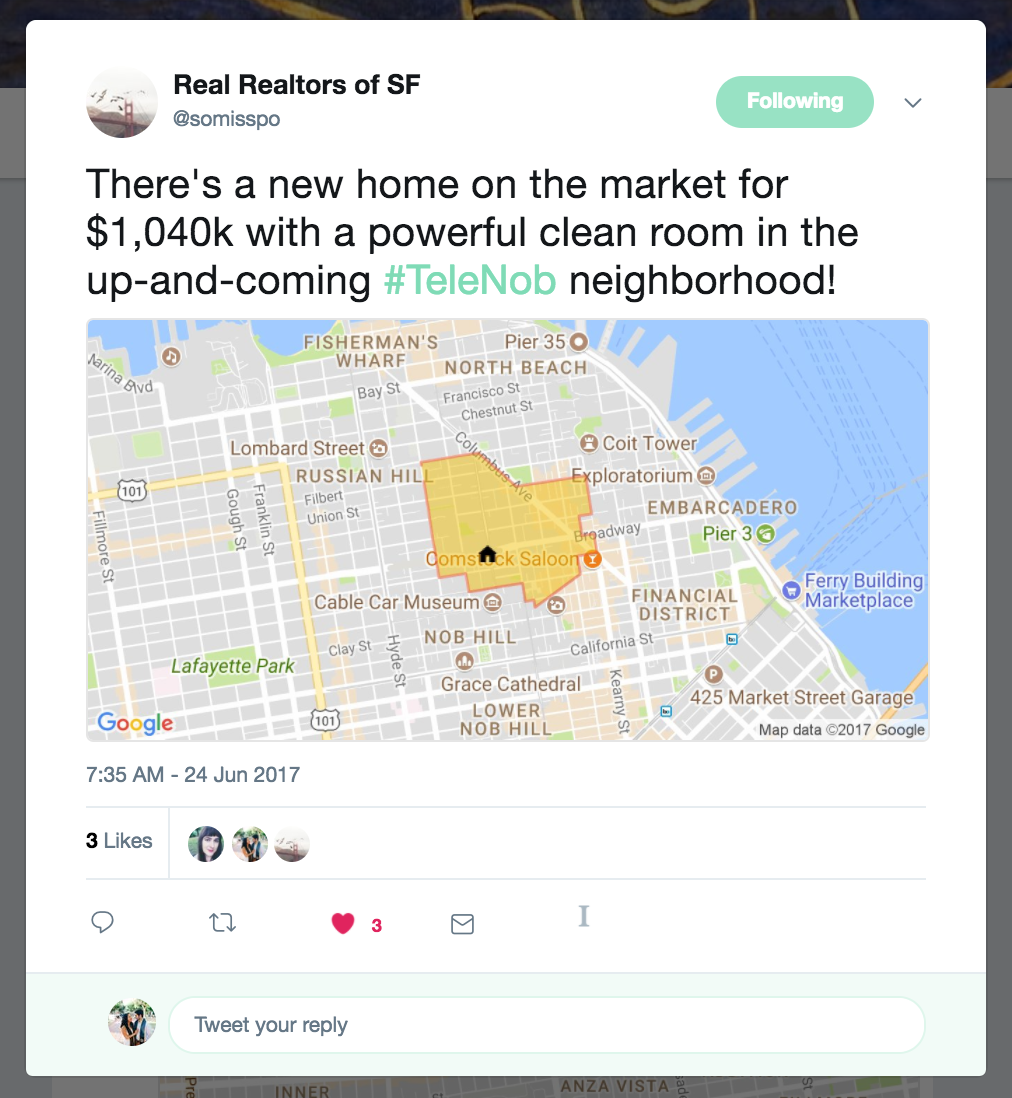 Real Realtors of SF
@somisspo
Following
There's a new home on the market for
$1,040k with a powerful clean room in the
up-and-coming #TeleNob neighborhood!
FISHERMAN'S
WHARF
Pier 35
NORTH BEACH
Marina Blvd
Bay St
Francisco St
Chestnut St
Lombard Street
Columbus Ave
Coit Tower
RUSSIAN HILL
Exploratorium
101
Gough St
Franklin St
Filbert
Union St
EMBARCADERO
Fillmore St
Broadway
Pier 3
Comstock Saloon
Ferry Building
Marketplace
Cable Car Museum
FINANCIAL
DISTRICT
NOB HILL
Clay St
Hyde St
California St
Lafayette Park
Grace Cathedral
Kearny St
425 Market Street Garage
LOWER
NOB HILL
101
Google
Map data ©2017 Google
7:35 AM - 24 Jun 2017
3 Likes
3
Tweet your reply
INNER
ANZA VISTA